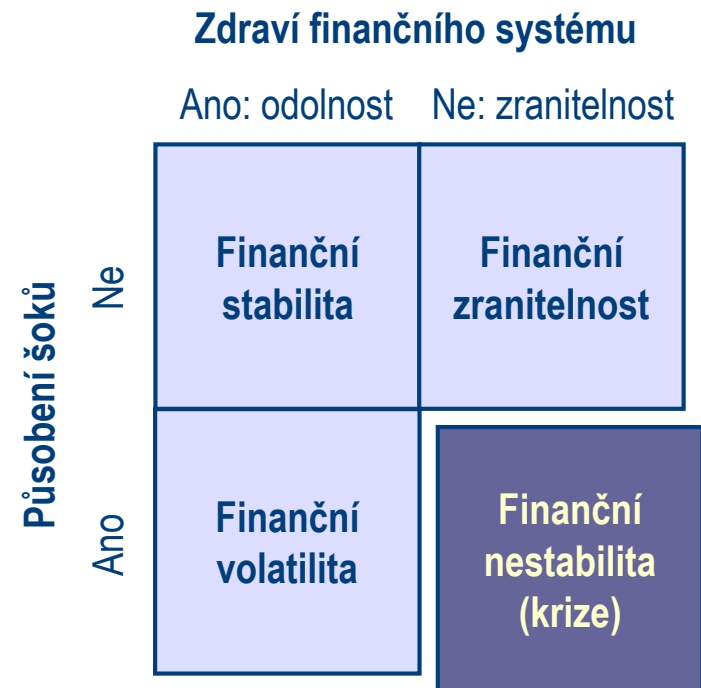 Zdraví finančního systému
Ano: odolnost
Ne: zranitelnost
Působení šoků
Ne
Finanční
stabilita
Finanční
zranitelnost
Ano
Finanční
volatilita
Finanční
nestabilita
(krize)